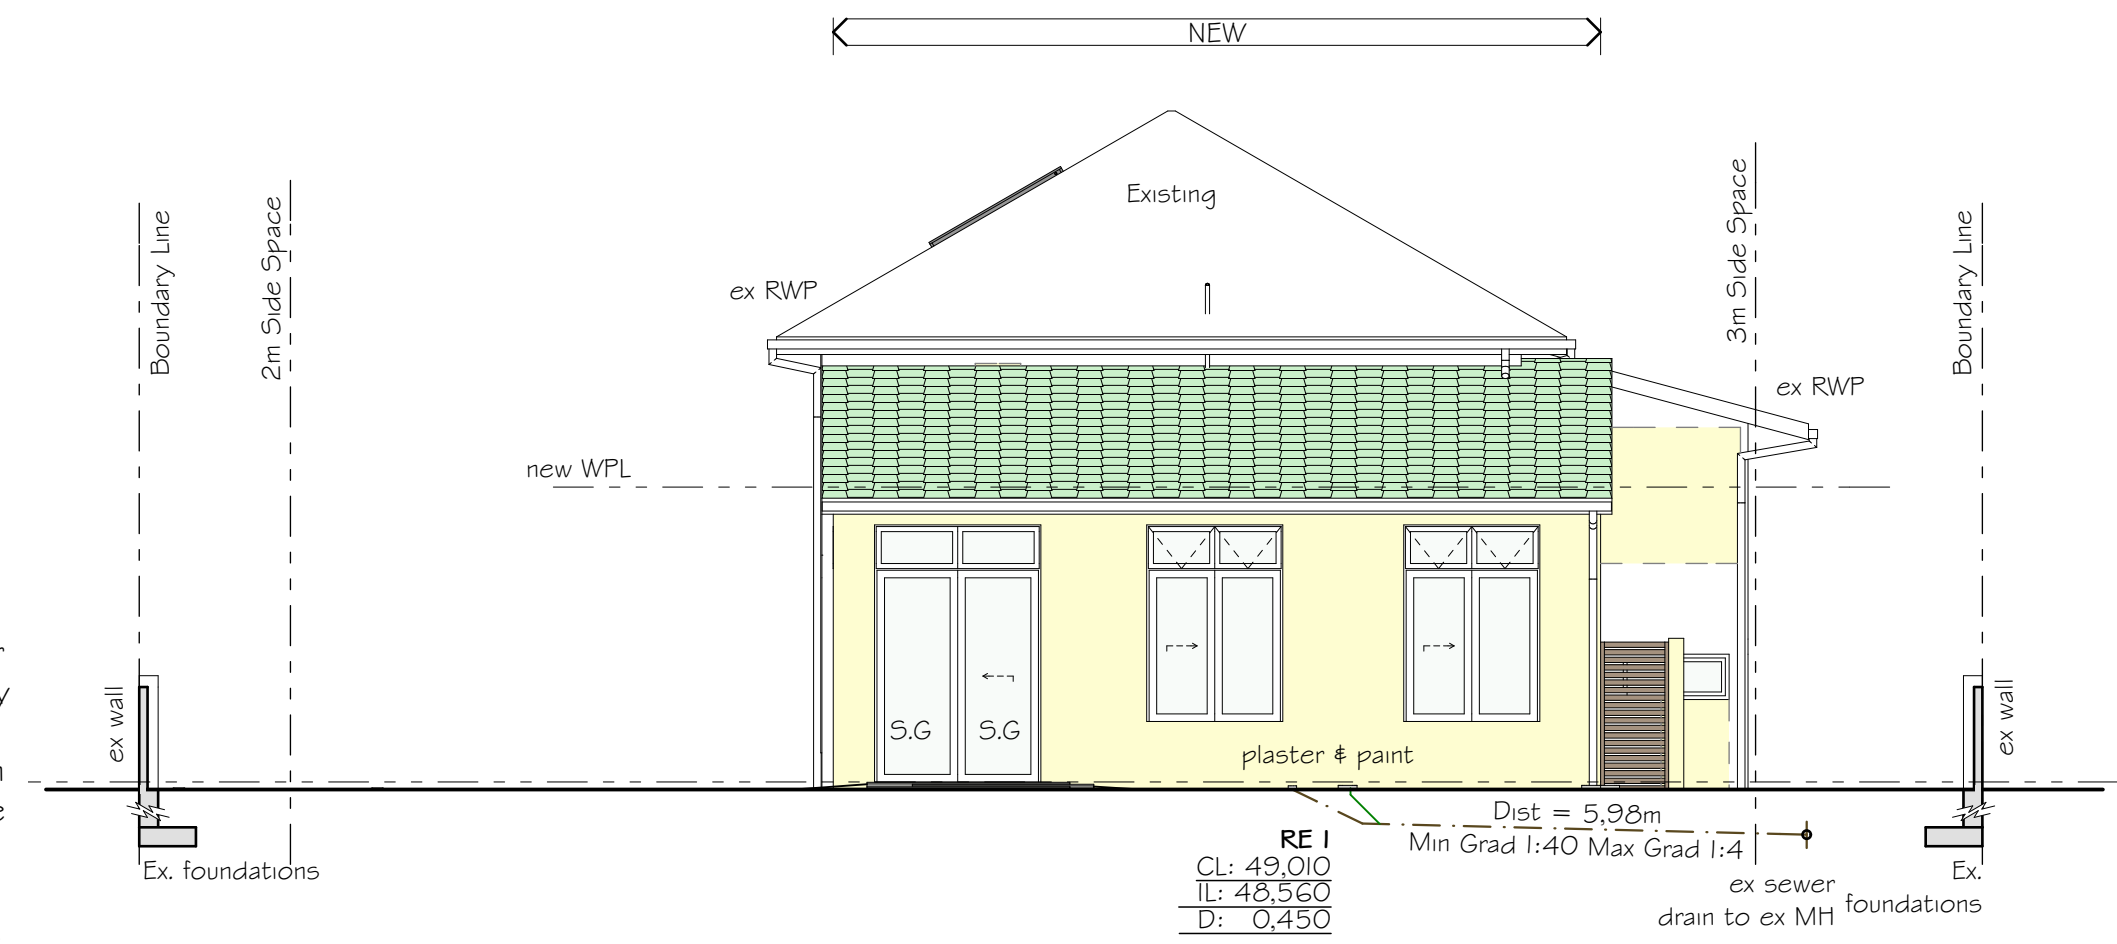 NEW
Existing
Boundary Line
2m Side Space
3m Side Space
Boundary Line
ex RWP
ex RWP
new WPL
ex wall
S.G
S.G
plaster & paint
ex wall
Dist = 5,98m
Min Grad 1:40 Max Grad 1:4
RE 1
CL: 49,010
IL: 48,560
D: 0,450
Ex. foundations
ex sewer
drain to ex MH
Ex.
foundations